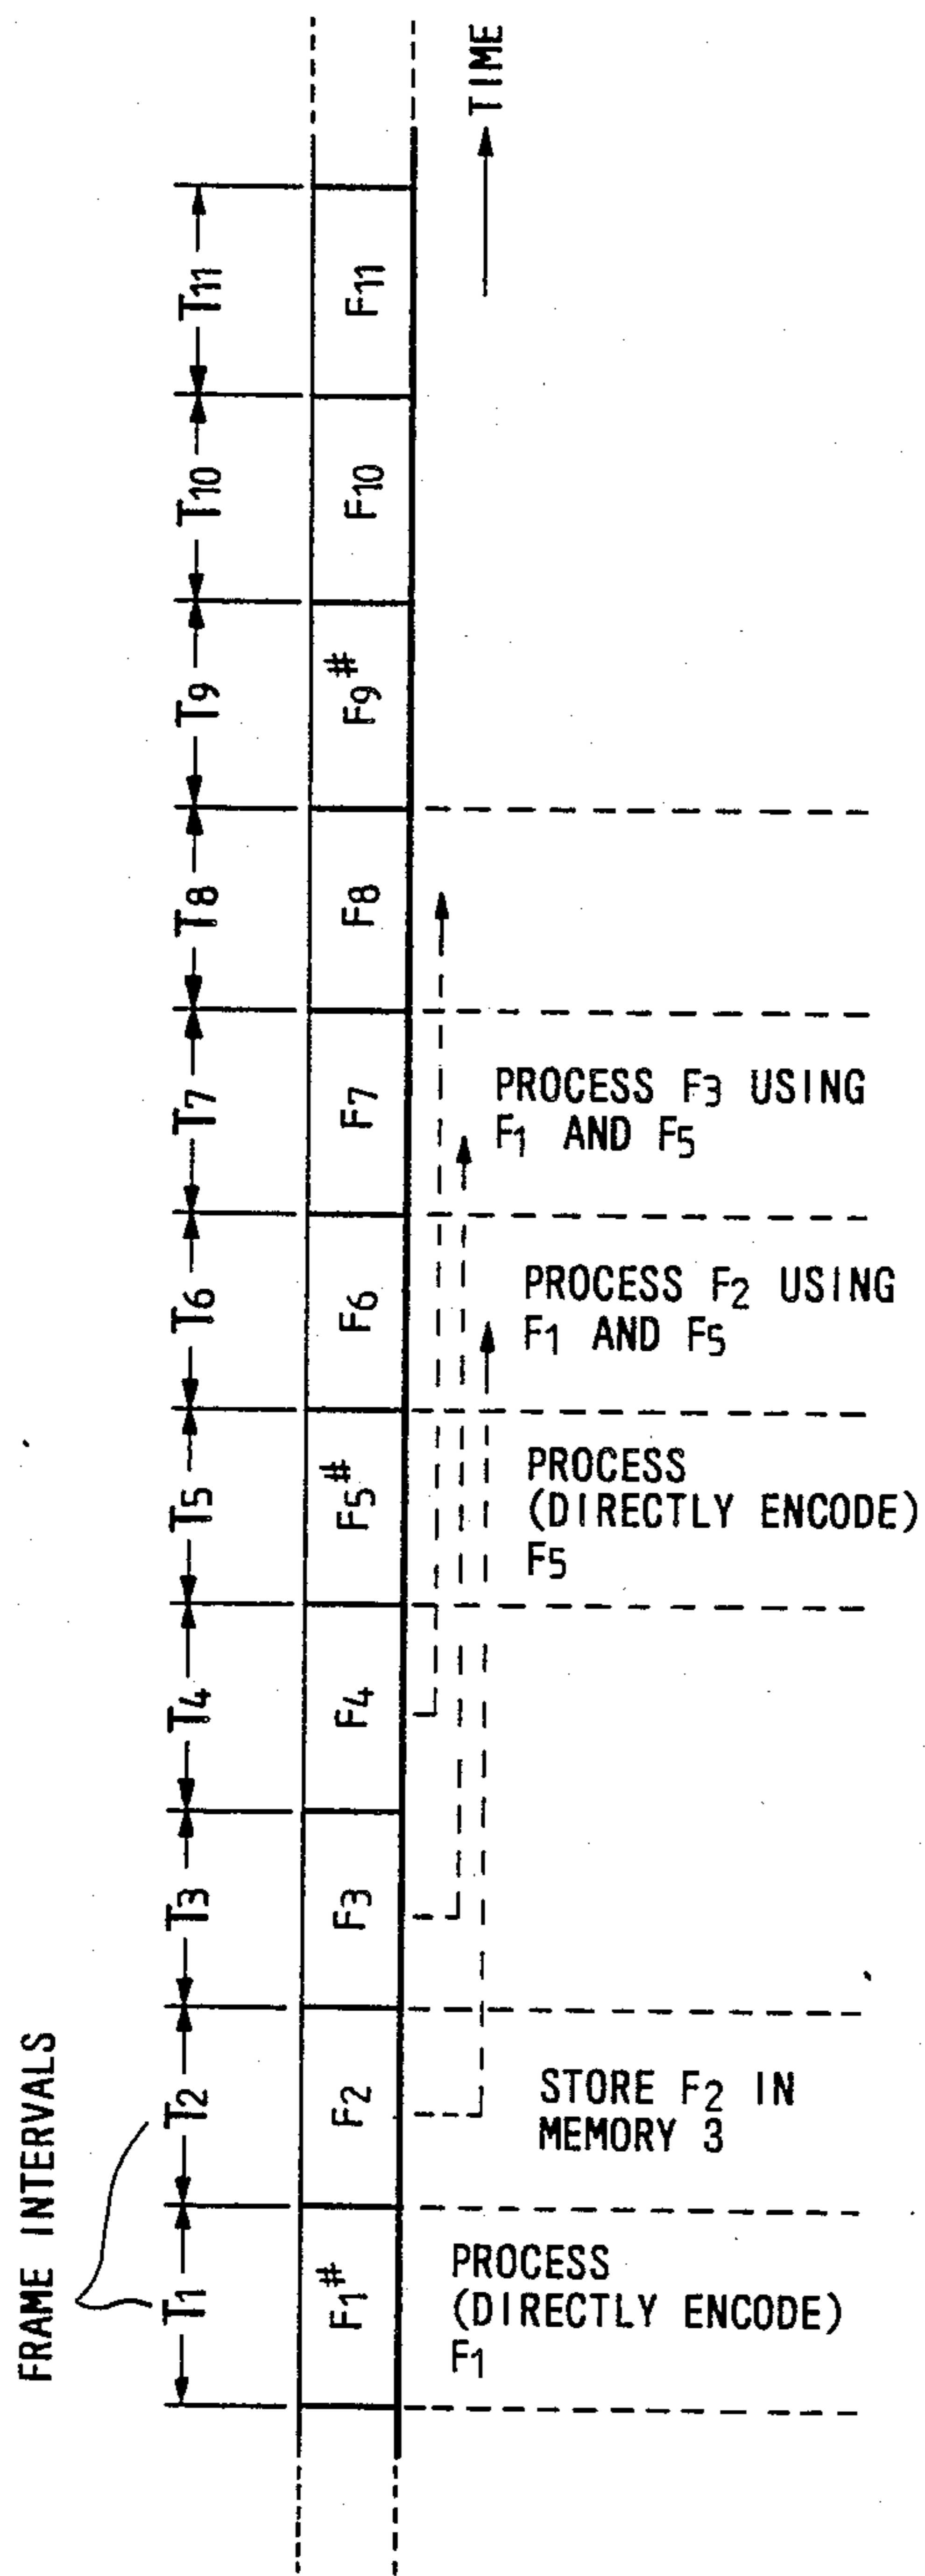 FRAME INTERVALS
T1 T2 T3 T4 T5 T6 T7 T8 T9 T10 T11
F1# F2 F3 F4 F5# F6 F7 F8 F9# F10 F11
TIME
PROCESS
(DIRECTLY ENCODE)
F1
STORE F2 IN
MEMORY 3
PROCESS
(DIRECTLY ENCODE)
F5
PROCESS F2 USING
F1 AND F5
PROCESS F3 USING
F1 AND F5